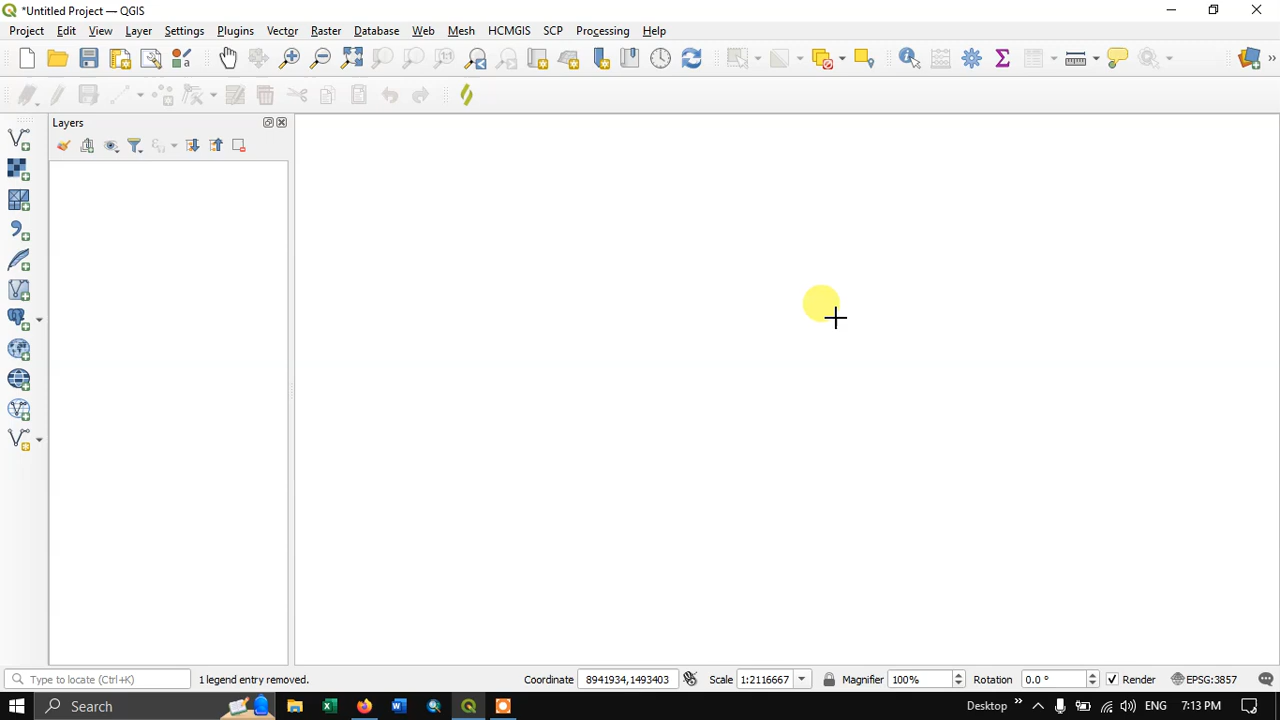 *Untitled Project — QGIS
Project Edit View Layer Settings Plugins Vector Raster Database Web Mesh HCMGIS SCP Processing Help
Layers
Type to locate (Ctrl+K) 1 legend entry removed. Coordinate 8941934,1493403 Scale 1:2116667 Magnifier 100% Rotation 0.0 ° Render EPSG:3857
Search Desktop ENG 7:13 PM